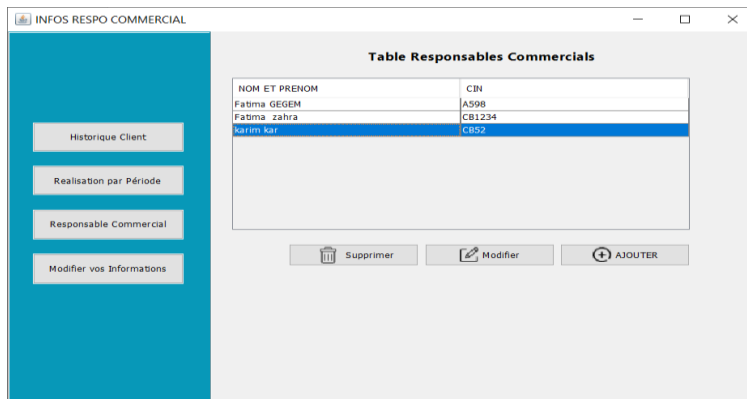 INFOS RESPO COMMERCIAL
Table Responsables Commercials
NOM ET PRENOM CIN
Fatima GEGEM A598
Fatima zahra CB1234
karim kar CB52
Historique Client
Realisation par Période
Responsable Commercial
Modifier vos Informations
Supprimer Modifier AJOUTER